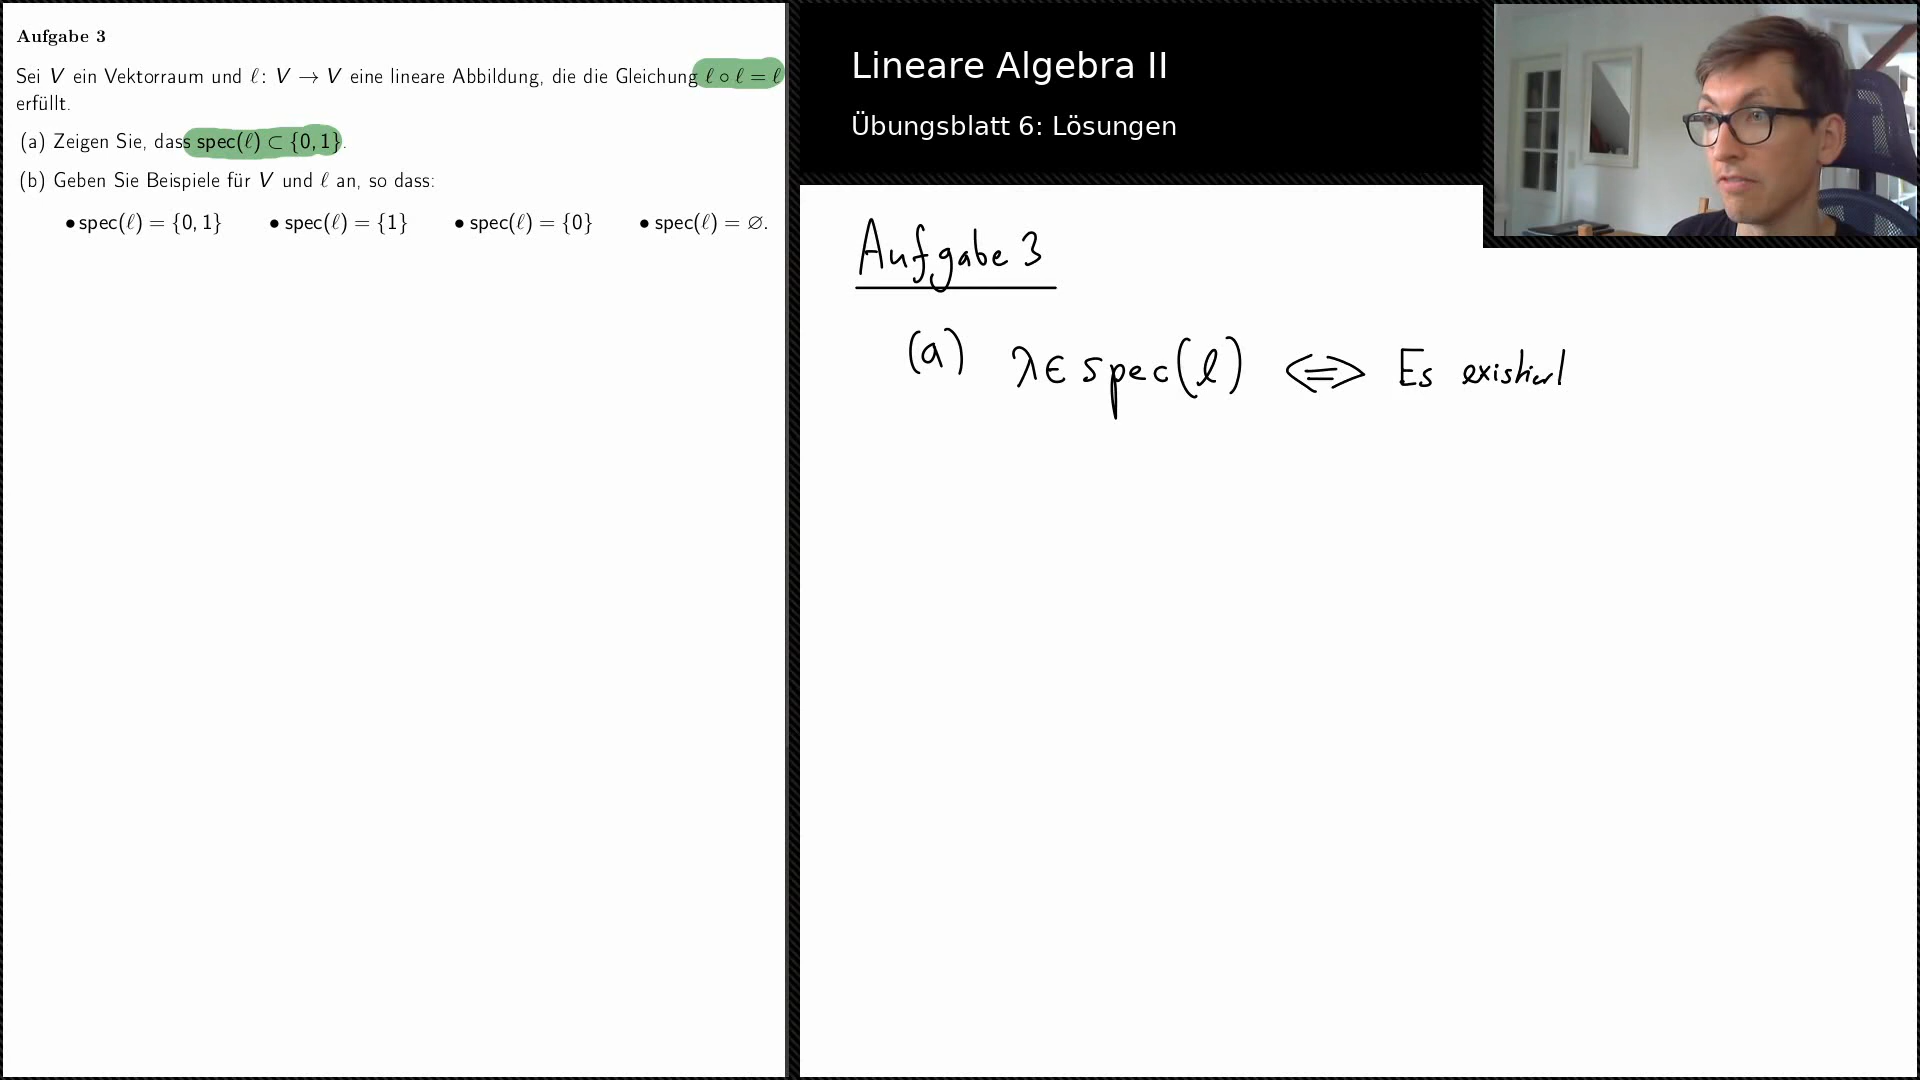 Aufgabe 3
Sei V ein Vektorraum und ℓ: V → V eine lineare Abbildung, die die Gleichung ℓ ∘ ℓ = ℓ
erfüllt.
(a) Zeigen Sie, dass spec(ℓ) ⊂ {0, 1}.
(b) Geben Sie Beispiele für V und ℓ an, so dass:
• spec(ℓ) = {0, 1} • spec(ℓ) = {1} • spec(ℓ) = {0} • spec(ℓ) = ∅.
Lineare Algebra II
Übungsblatt 6: Lösungen
Aufgabe 3
(a) λ ∈ spec(ℓ) ⟺ Es existiert